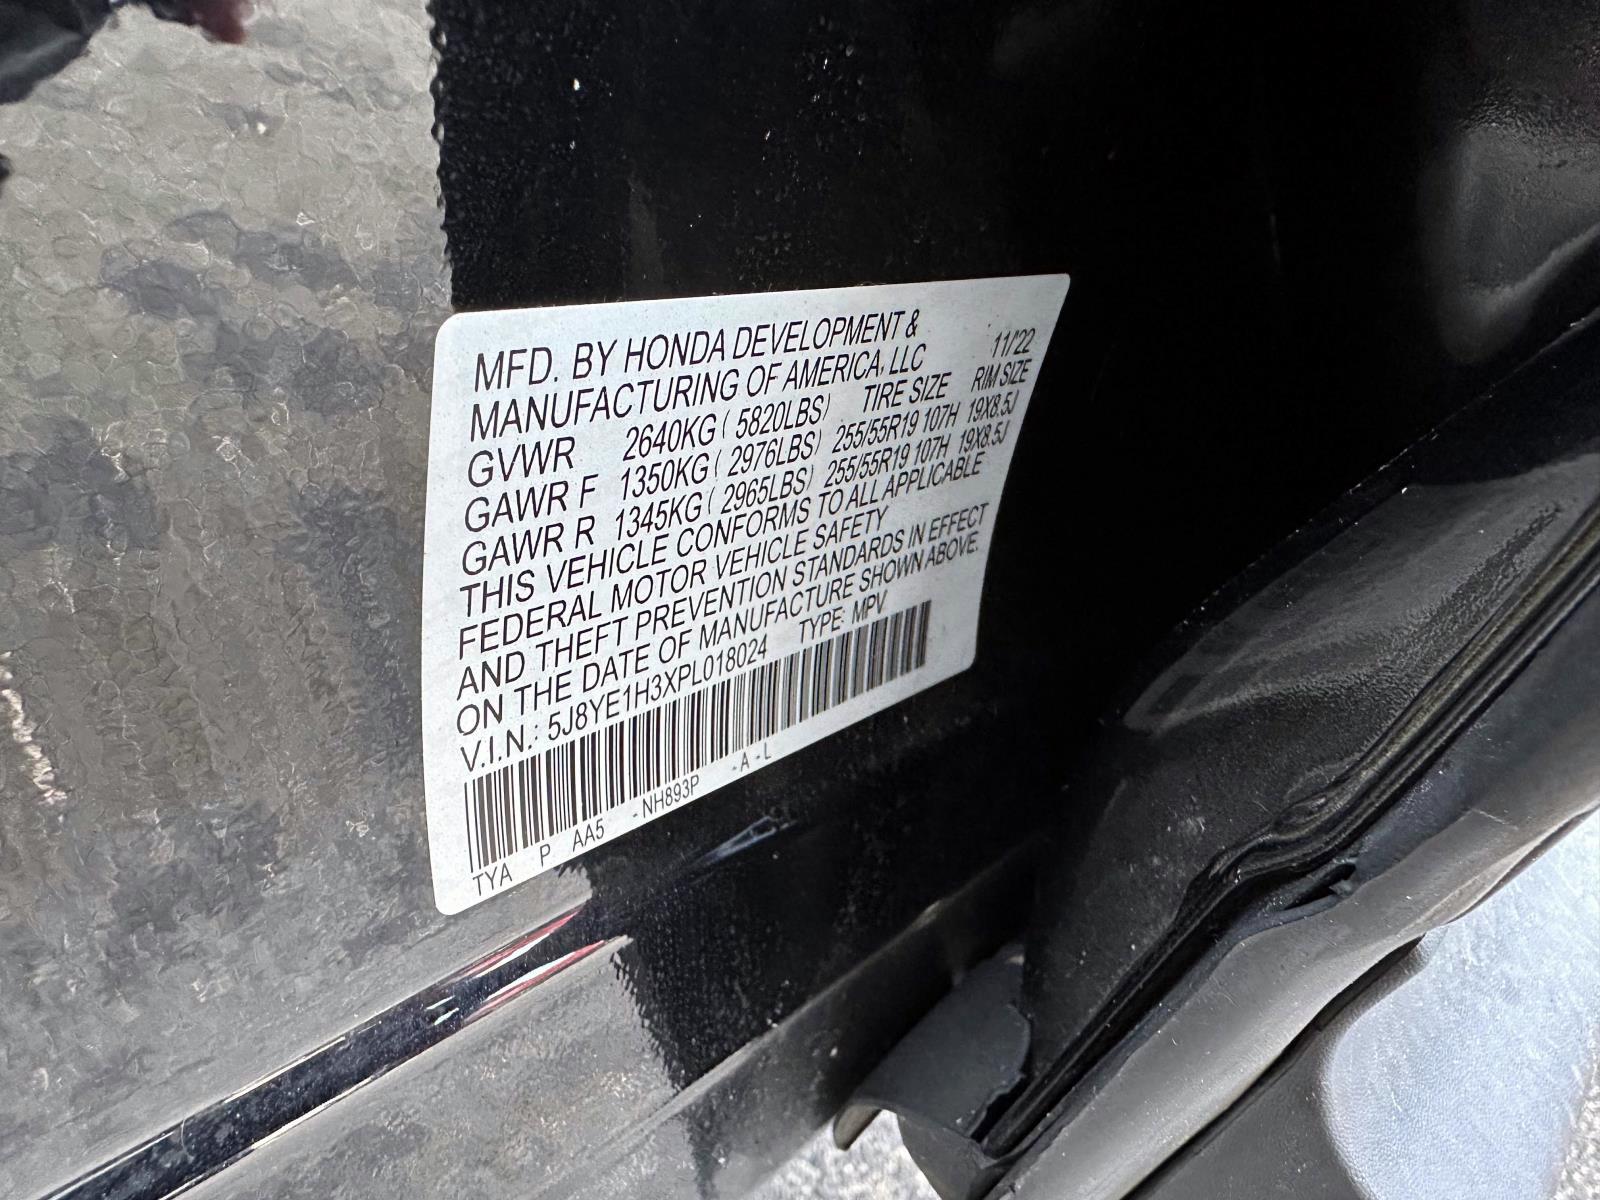 MFD. BY HONDA DEVELOPMENT &
MANUFACTURING OF AMERICA, LLC 11/'22
GVWR 2640KG ( 5820LBS) TIRE SIZE RIM SIZE
GAWR F 1350KG ( 2976LBS) 255/55R19 107H 19X8.5J
GAWR R 1345KG ( 2965LBS) 255/55R19 107H 19X8.5J
THIS VEHICLE CONFORMS TO ALL APPLICABLE
FEDERAL MOTOR VEHICLE SAFETY
AND THEFT PREVENTION STANDARDS IN EFFECT
ON THE DATE OF MANUFACTURE SHOWN ABOVE.
V.I.N.: 5J8YE1H3XPL018024 TYPE: MPV
TYA P AA5 -NH893P -A -L